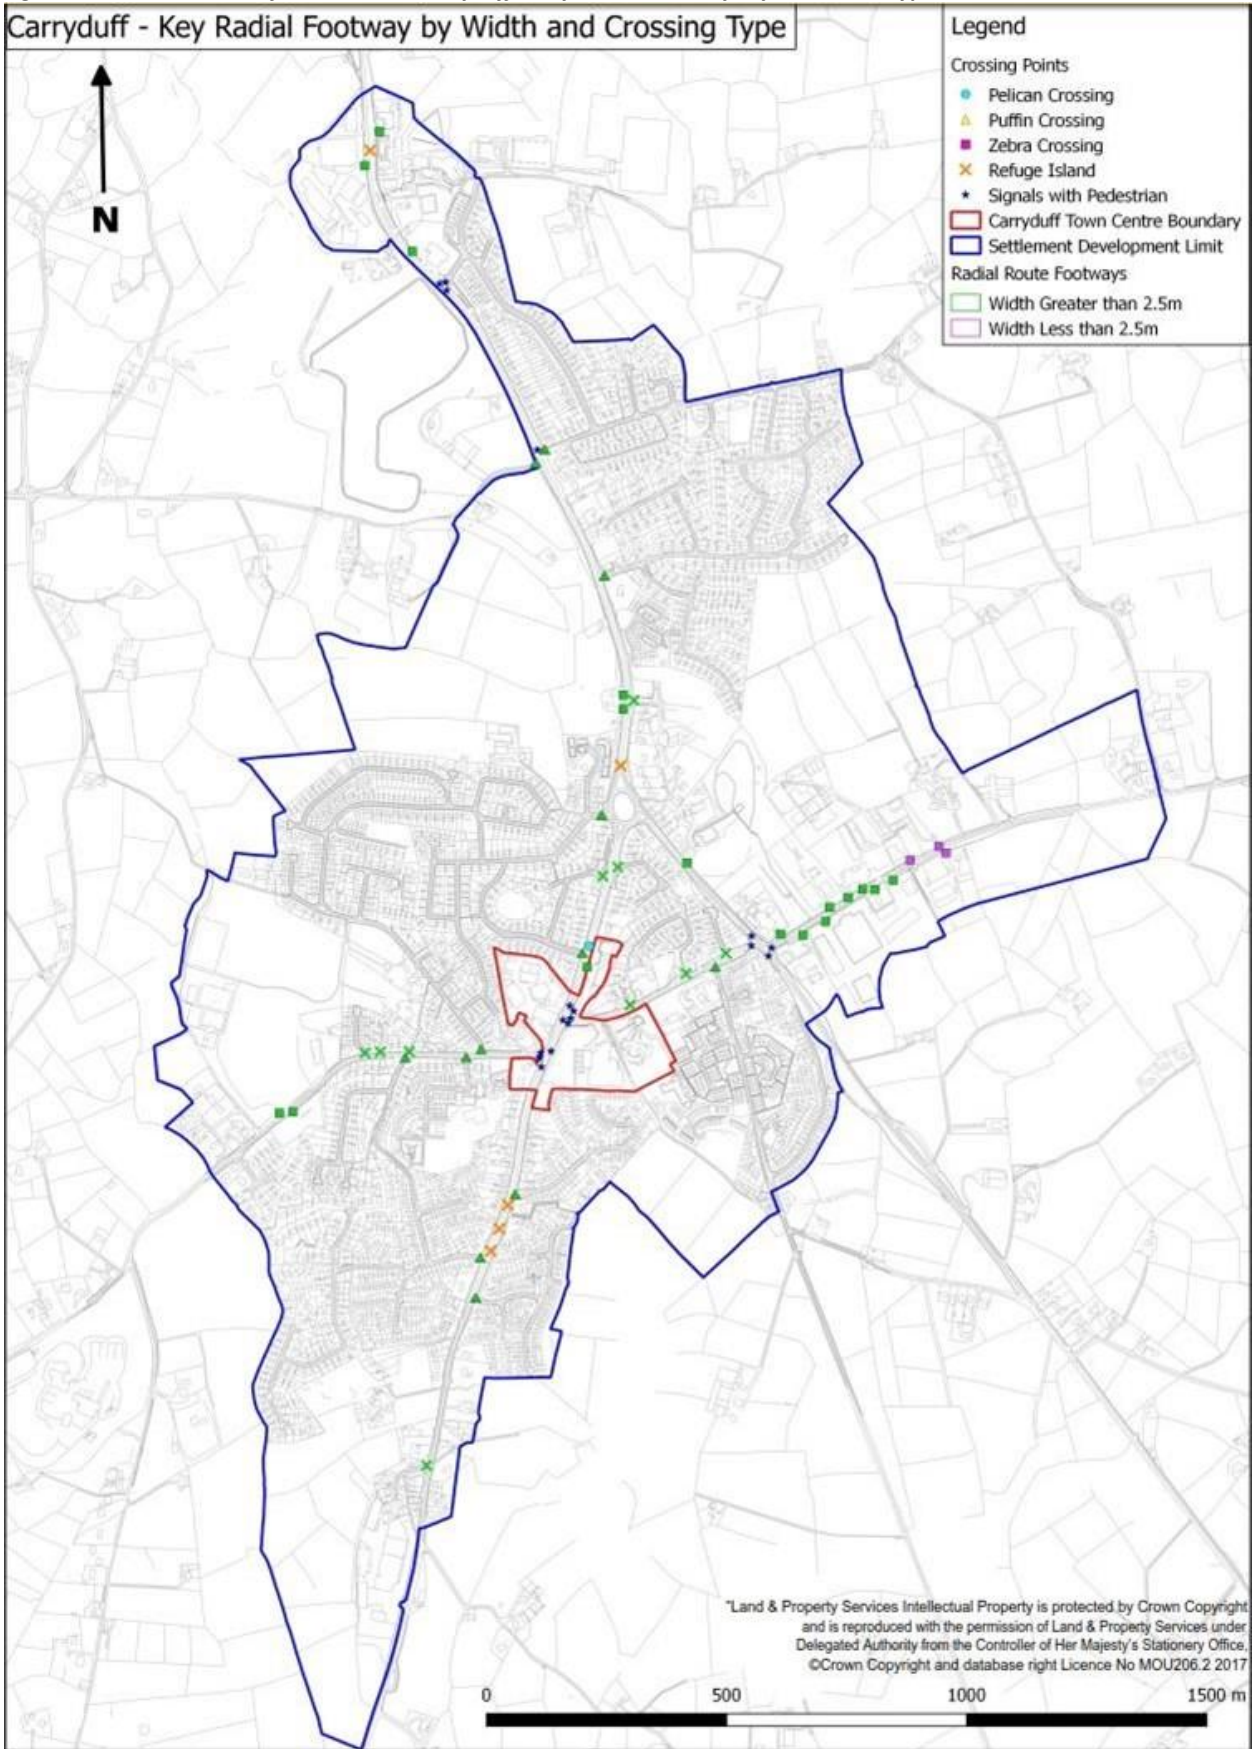 Carryduff - Key Radial Footway by Width and Crossing Type
N
Legend
Crossing Points
Pelican Crossing
Puffin Crossing
Zebra Crossing
Refuge Island
Signals with Pedestrian
Carryduff Town Centre Boundary
Settlement Development Limit
Radial Route Footways
Width Greater than 2.5m
Width Less than 2.5m
"Land & Property Services Intellectual Property is protected by Crown Copyright
and is reproduced with the permission of Land & Property Services under
Delegated Authority from the Controller of Her Majesty's Stationery Office,
©Crown Copyright and database right Licence No MOU206.2 2017
0 500 1000 1500 m